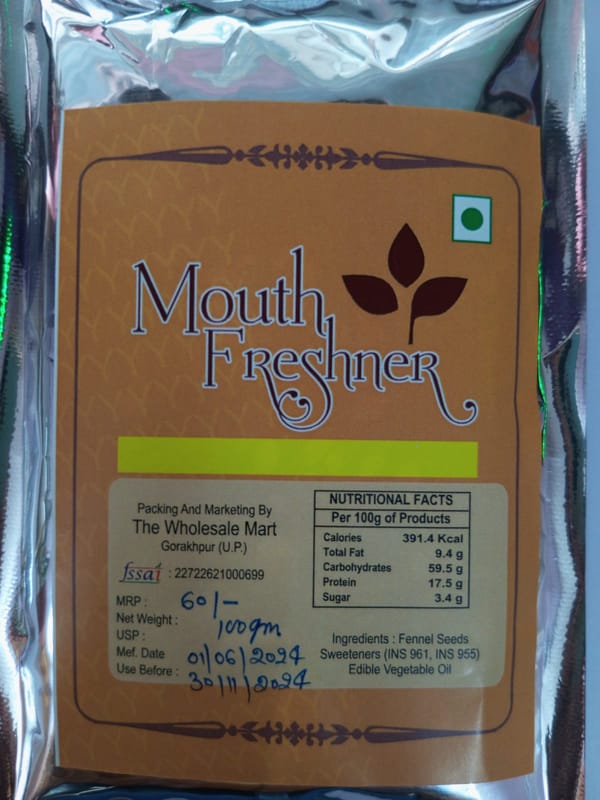 Mouth
Freshner
Packing And Marketing By
The Wholesale Mart
Gorakhpur (U.P.)
fssai : 22722621000699
MRP : 60/-
Net Weight : 100gm
USP :
Mef. Date 01/06/2024
Use Before : 30/11/2024
NUTRITIONAL FACTS
Per 100g of Products
Calories 391.4 Kcal
Total Fat 9.4 g
Carbohydrates 59.5 g
Protein 17.5 g
Sugar 3.4 g
Ingredients : Fennel Seeds
Sweeteners (INS 961, INS 955)
Edible Vegetable Oil